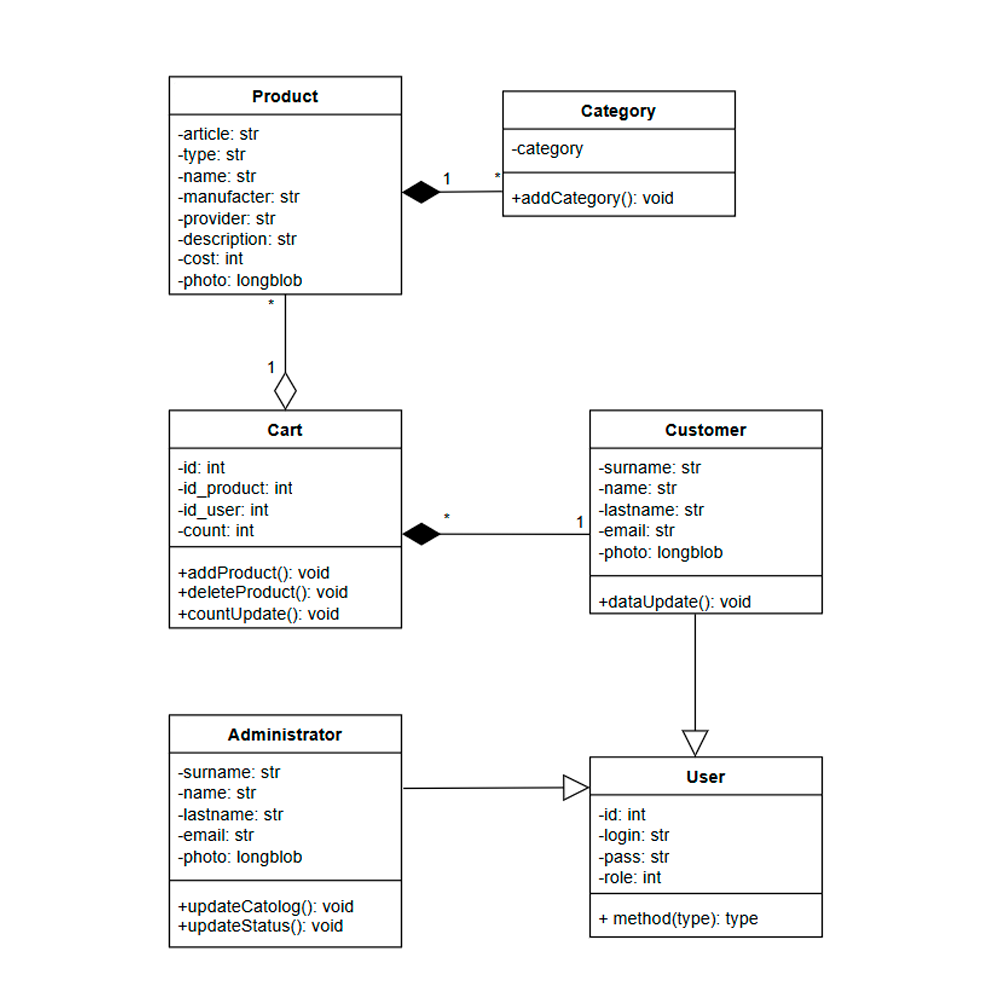 Product
-article: str
-type: str
-name: str
-manufacter: str
-provider: str
-description: str
-cost: int
-photo: longblob
1
*
Category
-category
+addCategory(): void
*
1
Cart
-id: int
-id_product: int
-id_user: int
-count: int
+addProduct(): void
+deleteProduct(): void
+countUpdate(): void
*
1
Customer
-surname: str
-name: str
-lastname: str
-email: str
-photo: longblob
+dataUpdate(): void
Administrator
-surname: str
-name: str
-lastname: str
-email: str
-photo: longblob
+updateCatolog(): void
+updateStatus(): void
User
-id: int
-login: str
-pass: str
-role: int
+ method(type): type